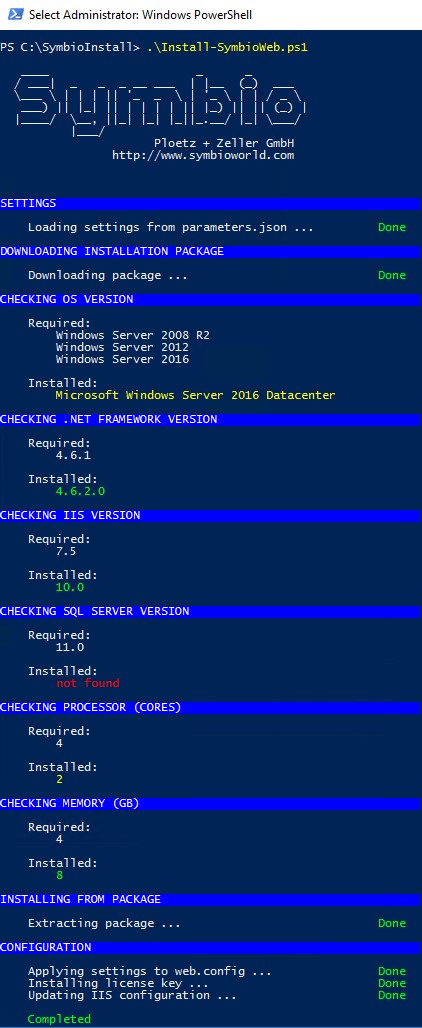 Select Administrator: Windows PowerShell
PS C:\SymbioInstall> .\Install-SymbioWeb.ps1
Symbio
Ploetz + Zeller GmbH
http://www.symbioworld.com
SETTINGS
Loading settings from parameters.json ... Done
DOWNLOADING INSTALLATION PACKAGE
Downloading package ... Done
CHECKING OS VERSION
Required:
Windows Server 2008 R2
Windows Server 2012
Windows Server 2016
Installed:
Microsoft Windows Server 2016 Datacenter
CHECKING .NET FRAMEWORK VERSION
Required:
4.6.1
Installed:
4.6.2.0
CHECKING IIS VERSION
Required:
7.5
Installed:
10.0
CHECKING SQL SERVER VERSION
Required:
11.0
Installed:
not found
CHECKING PROCESSOR (CORES)
Required:
4
Installed:
2
CHECKING MEMORY (GB)
Required:
4
Installed:
8
INSTALLING FROM PACKAGE
Extracting package ... Done
CONFIGURATION
Applying settings to web.config ... Done
Installing license key ... Done
Updating IIS configuration ... Done
Completed